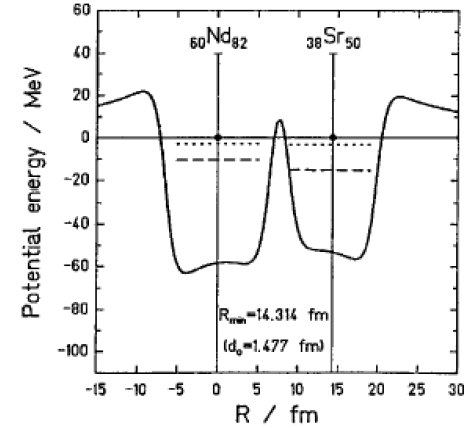 ₆₀Nd₈₂ ₃₈Sr₅₀
60
40
20
0
-20
-40
-60
-80
-100
Potential energy / MeV
Rmin=14.314 fm
(d₀=1.477 fm)
-15 -10 -5 0 5 10 15 20 25 30
R / fm